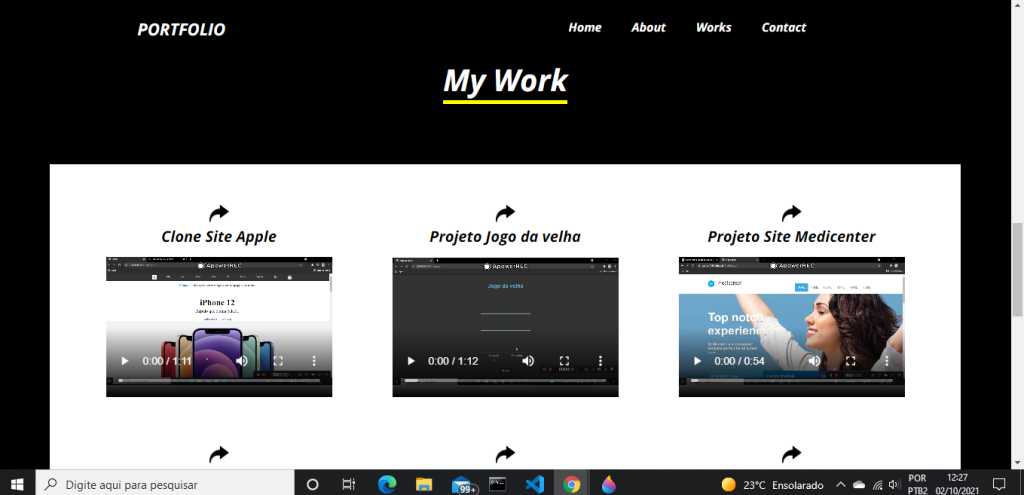 PORTFOLIO
Home About Works Contact
My Work
Clone Site Apple
Projeto Jogo da velha
Projeto Site Medicenter
ApowerREC
ApowerREC
ApowerREC
iPhone 12
Jogo da velha
medicenter
Top notch
experience
0:00 / 1:11
0:00 / 1:12
0:00 / 0:54
Digite aqui para pesquisar
99+
23°C Ensolarado
POR
PTB2
12:27
02/10/2021